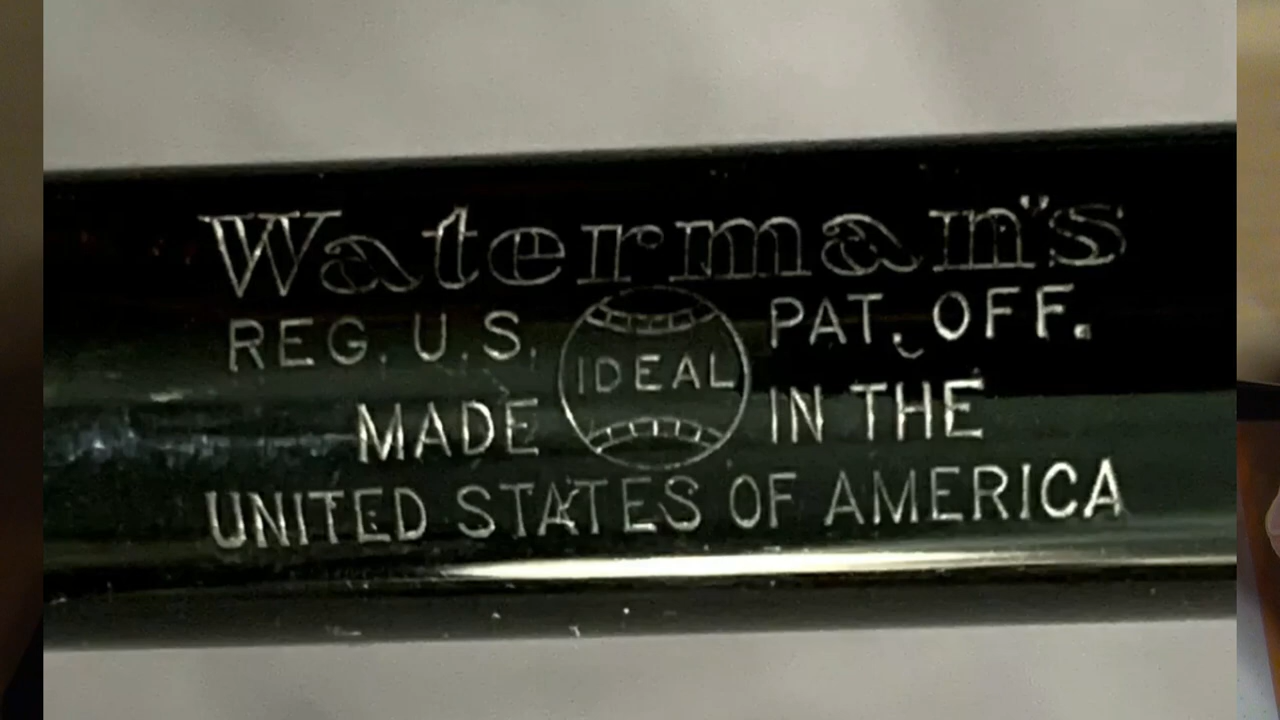 Waterman's
REG. U.S. IDEAL PAT. OFF.
MADE IN THE
UNITED STATES OF AMERICA